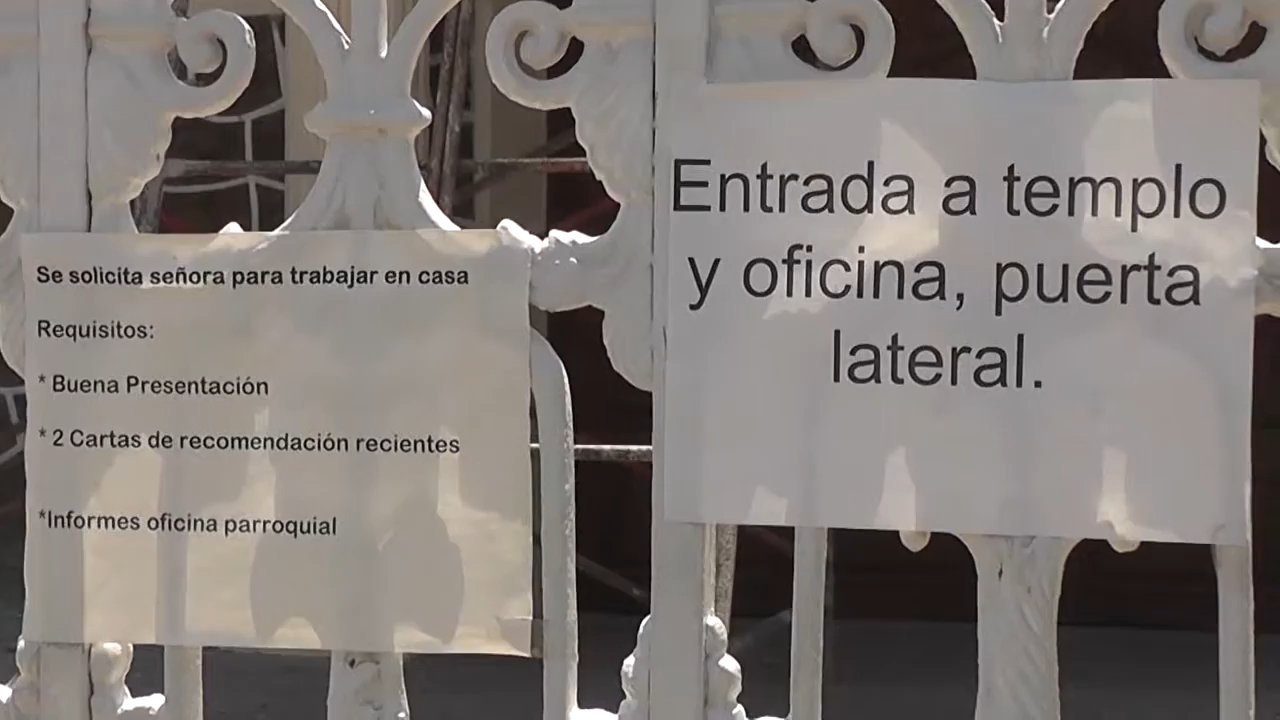 Se solicita señora para trabajar en casa
Requisitos:
* Buena Presentación
* 2 Cartas de recomendación recientes
*Informes oficina parroquial
Entrada a templo
y oficina, puerta
lateral.